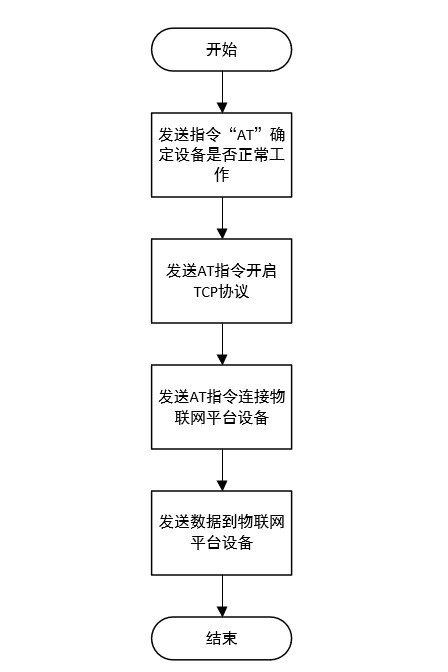 开始
发送指令“AT”确
定设备是否正常工
作
发送AT指令开启
TCP协议
发送AT指令连接物
联网平台设备
发送数据到物联网
平台设备
结束